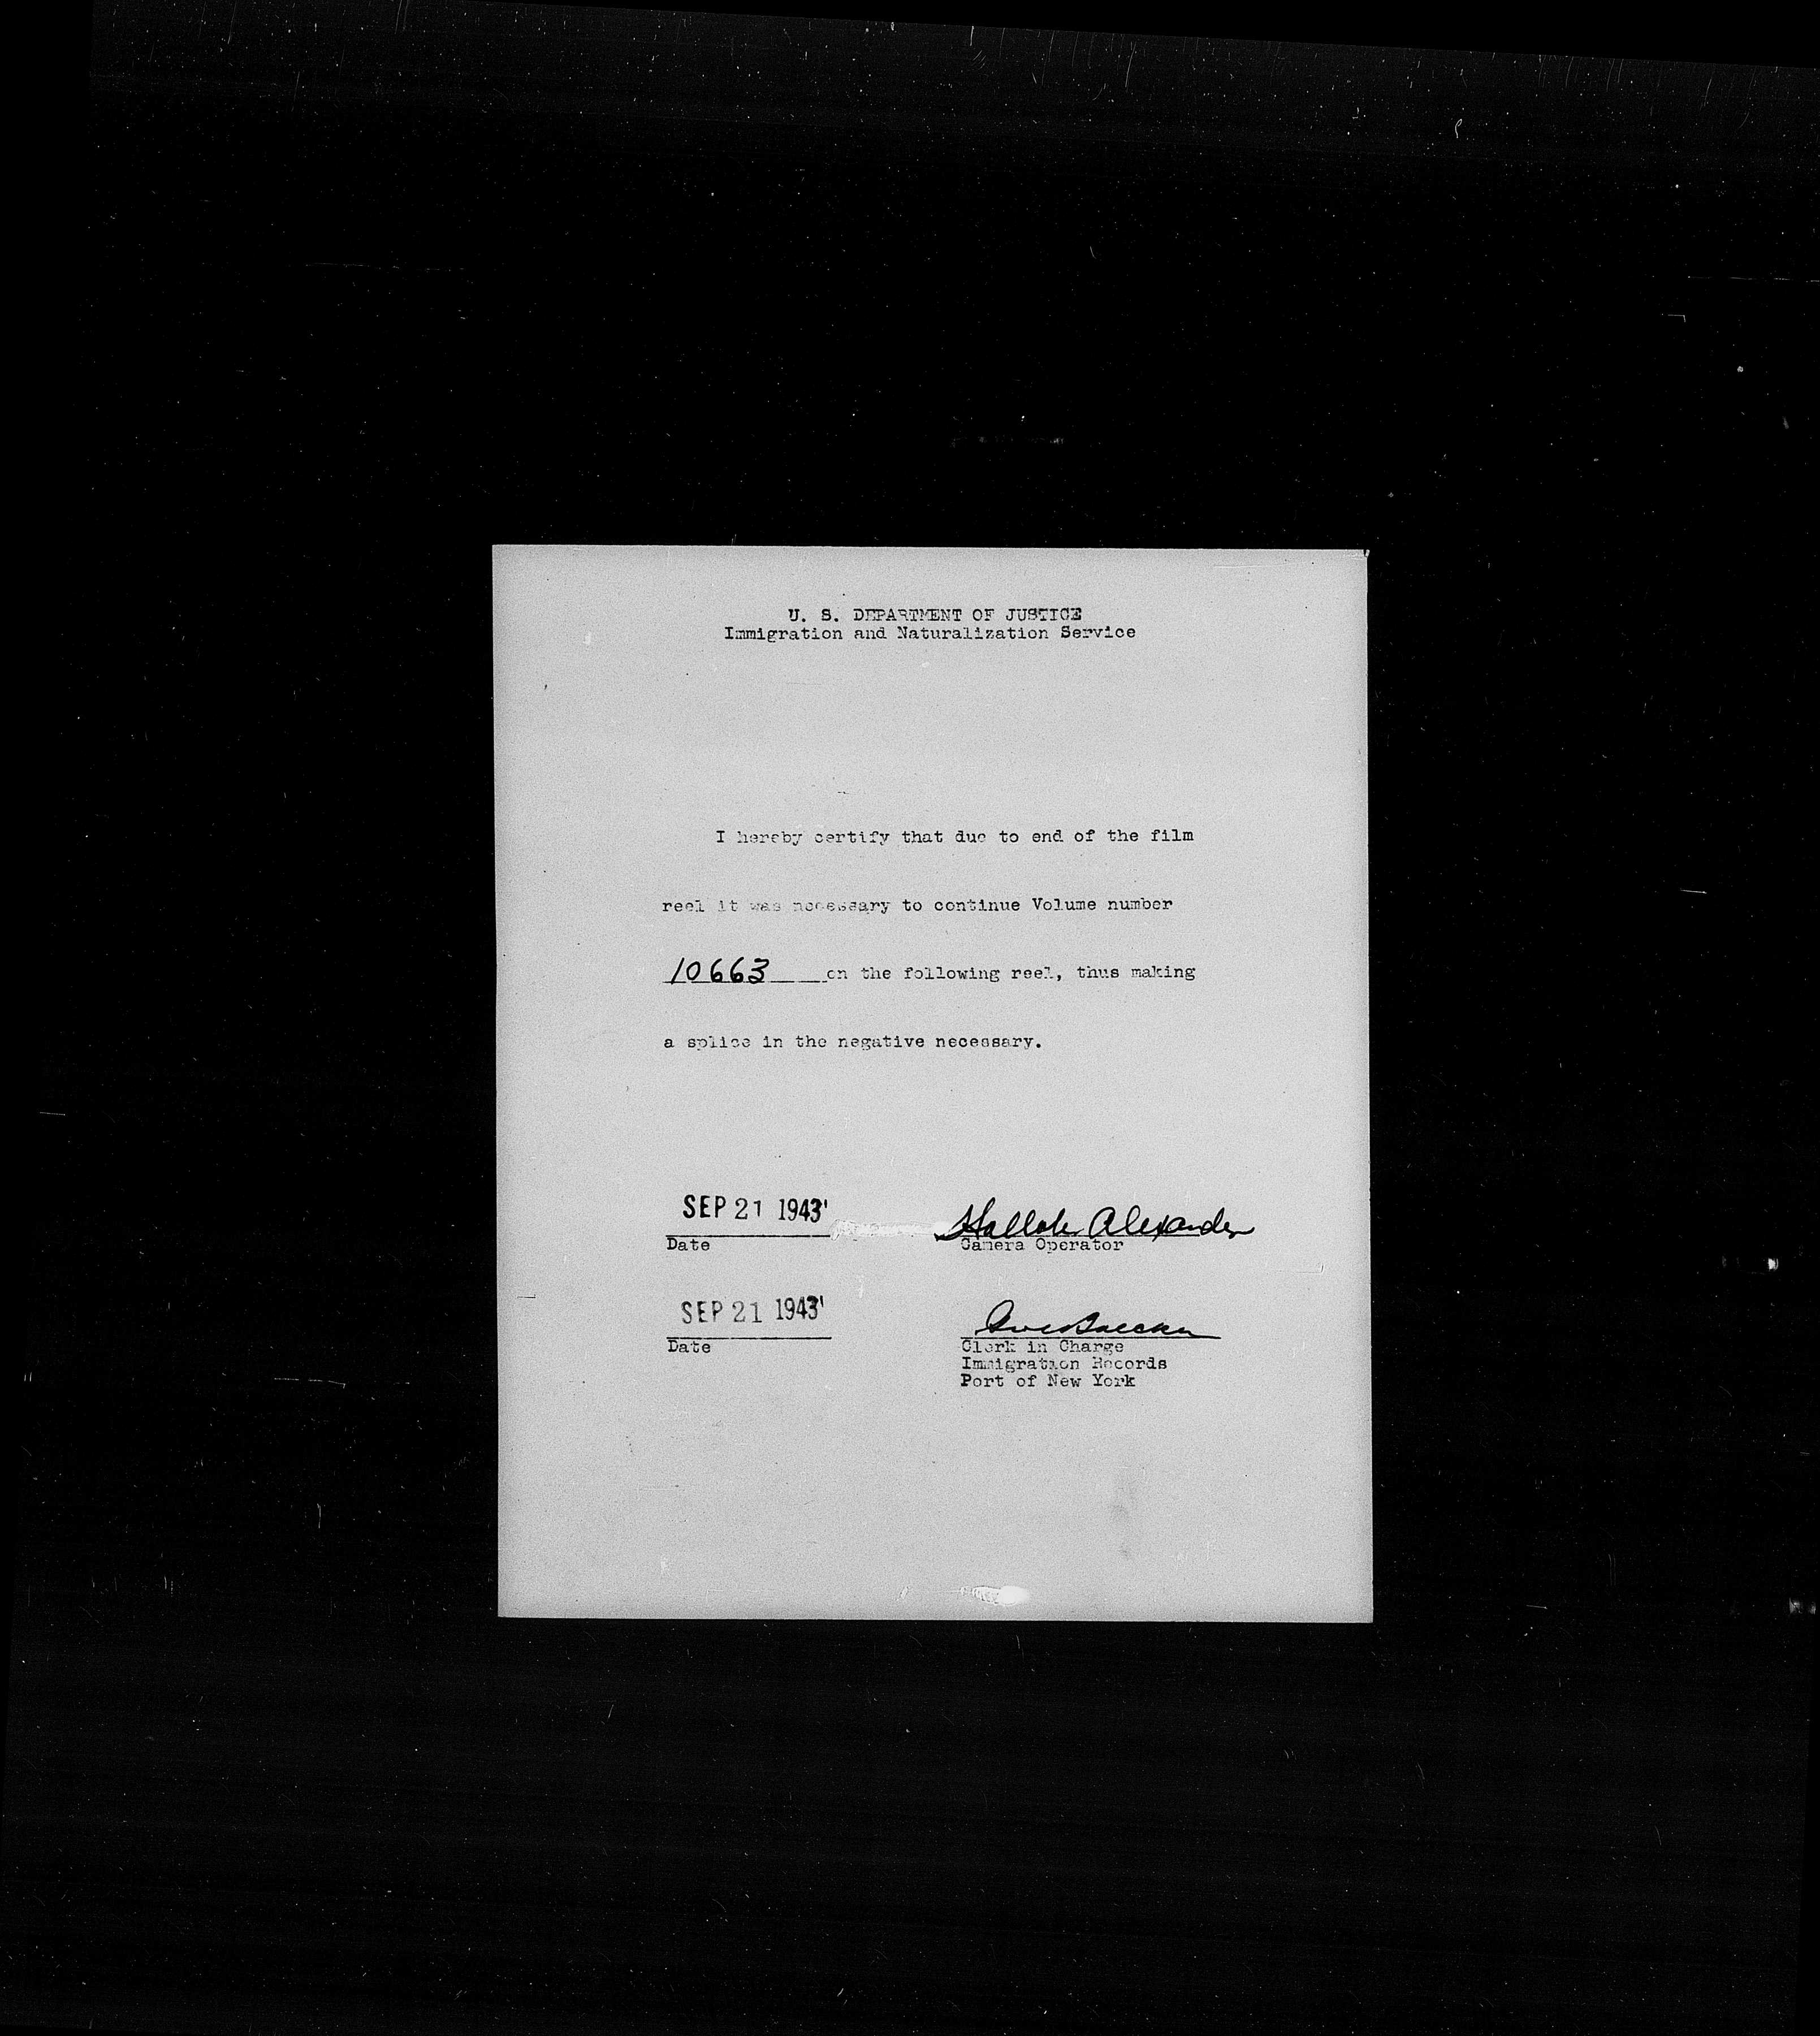 U. S. DEPARTMENT OF JUSTICE
Immigration and Naturalization Service
I hereby certify that due to end of the film
reel it was necessary to continue Volume number
10663 on the following reel, thus making
a splice in the negative necessary.
SEP 21 1943
Alexander
Date
Camera Operator
SEP 21 1943
Date
Clerk in Charge
Immigration Records
Port of New York